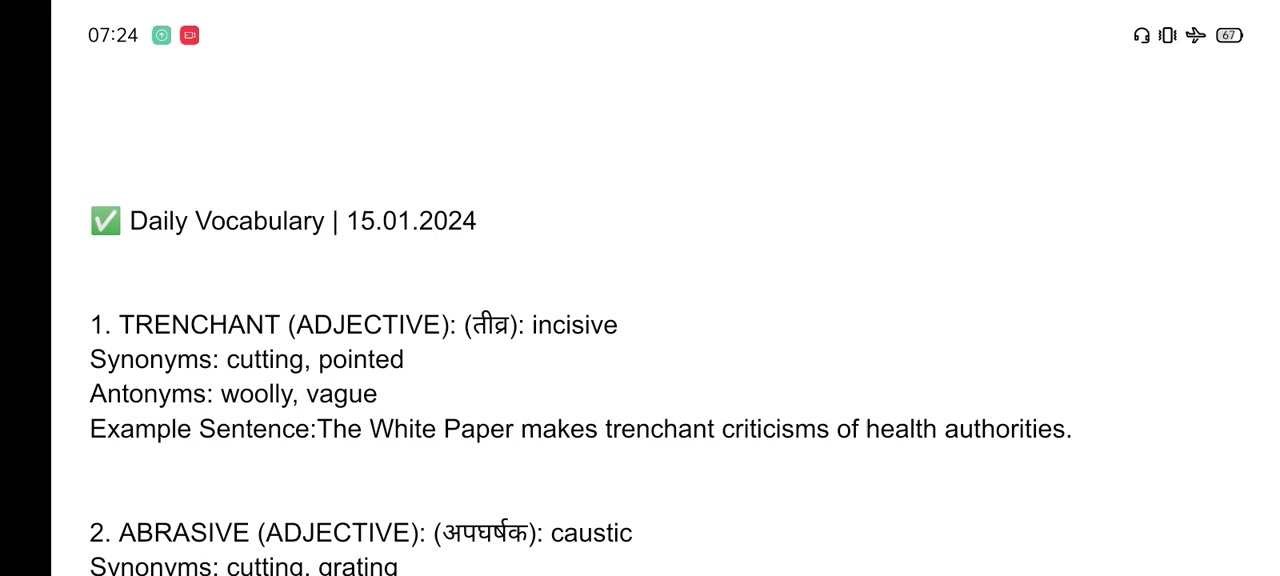 07:24
67
✅ Daily Vocabulary | 15.01.2024
1. TRENCHANT (ADJECTIVE): (तीव्र): incisive
Synonyms: cutting, pointed
Antonyms: woolly, vague
Example Sentence:The White Paper makes trenchant criticisms of health authorities.
2. ABRASIVE (ADJECTIVE): (अपघर्षक): caustic
Synonyms: cutting, grating